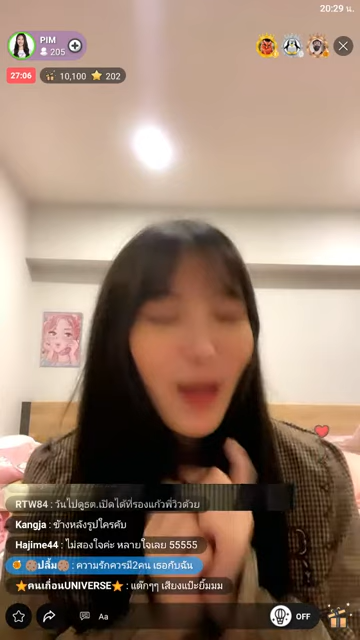 20:29 น.
PIM
205
27:06
10,100 202
RTW84 : วันไปดูธต.เปิดได้ที่รองแก้วพี่วิวด้วย
Kangja : ข้างหลังรูปใครคับ
Hajime44 : ไม่สองใจค่ะ หลายใจเลย 55555
ปลื้ม : ความรักควรมี2คน เธอกับฉัน
คนเถื่อนUNIVERSE : แต๊กๆๆ เสียงแป๊ะยิ้มมมม
Aa
OFF